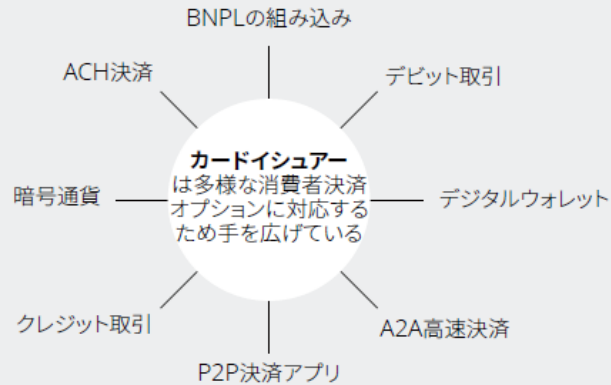 BNPLの組み込み
ACH決済
デビット取引
カードイシュアー
は多様な消費者決済
オプションに対応する
ため手を広げている
暗号通貨
デジタルウォレット
クレジット取引
A2A高速決済
P2P決済アプリ